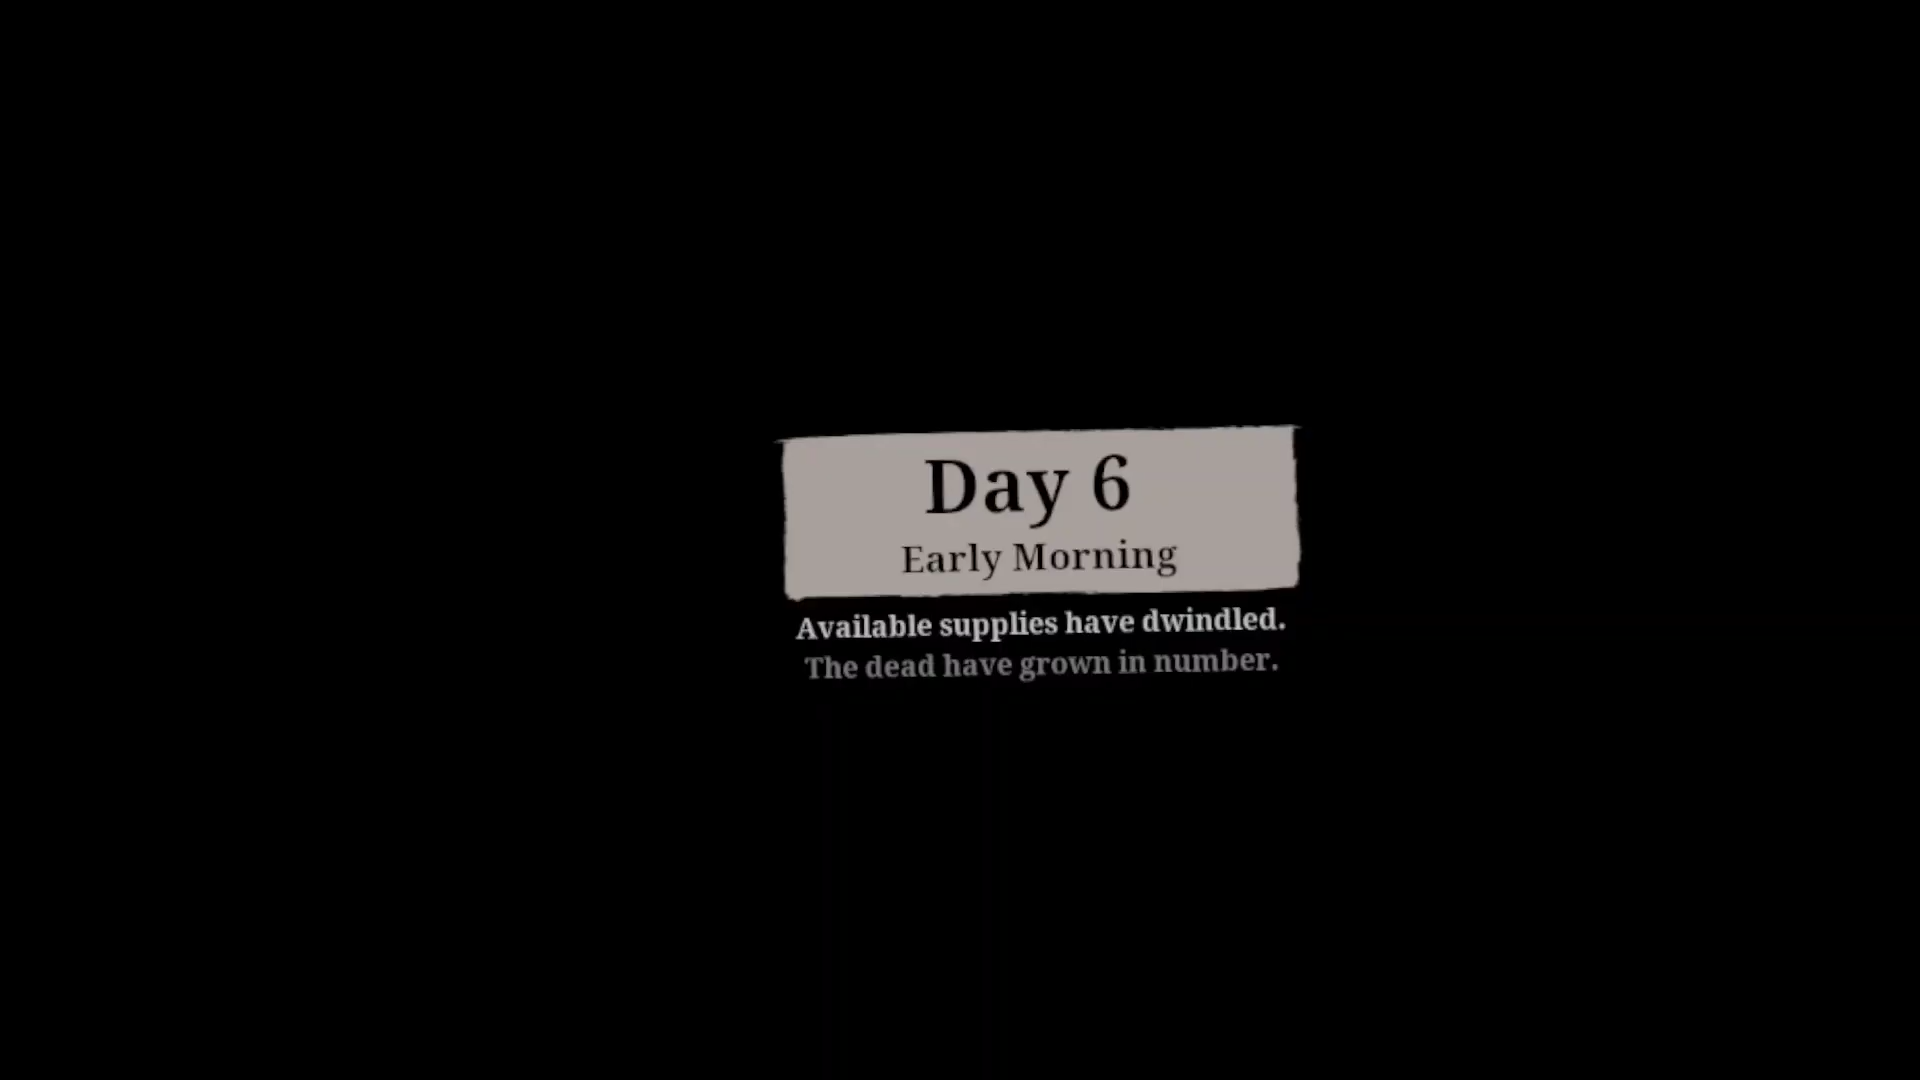 Day 6
Early Morning
Available supplies have dwindled.
The dead have grown in number.